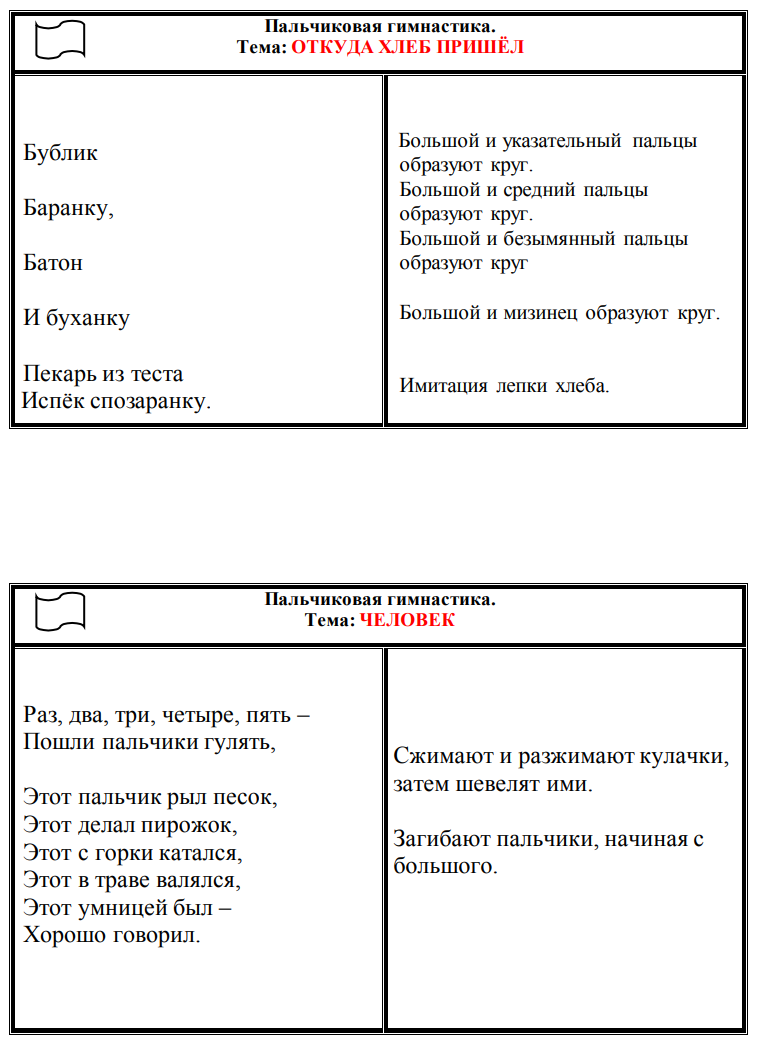 Пальчиковая гимнастика.
Тема: ОТКУДА ХЛЕБ ПРИШЁЛ
Бублик
Баранку,
Батон
И буханку
Пекарь из теста
Испёк спозаранку.
Большой и указательный пальцы
образуют круг.
Большой и средний пальцы
образуют круг.
Большой и безымянный пальцы
образуют круг
Большой и мизинец образуют круг.
Имитация лепки хлеба.
Пальчиковая гимнастика.
Тема: ЧЕЛОВЕК
Раз, два, три, четыре, пять –
Пошли пальчики гулять,
Этот пальчик рыл песок,
Этот делал пирожок,
Этот с горки катался,
Этот в траве валялся,
Этот умницей был –
Хорошо говорил.
Сжимают и разжимают кулачки,
затем шевелят ими.
Загибают пальчики, начиная с
большого.